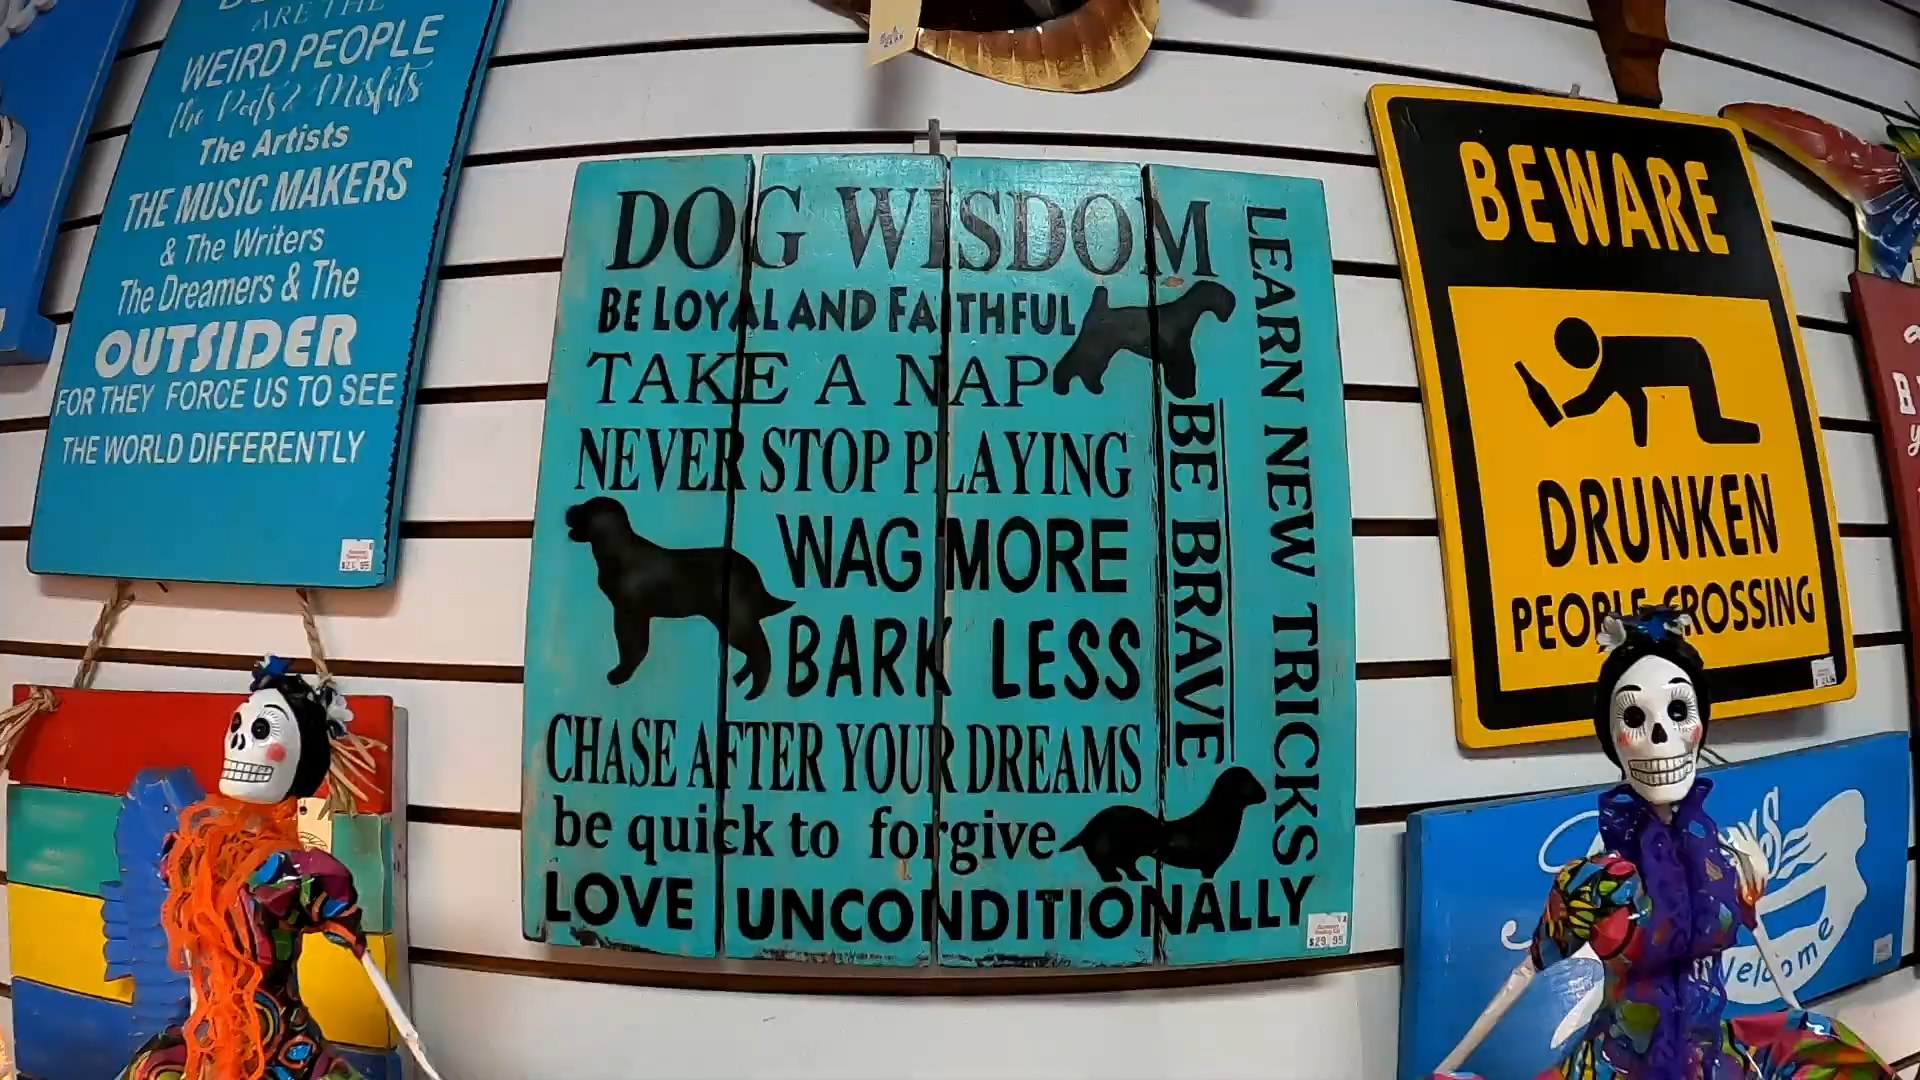 ARE THE
WEIRD PEOPLE
the Poets & Misfits
The Artists
THE MUSIC MAKERS
& The Writers
The Dreamers & The
OUTSIDER
FOR THEY FORCE US TO SEE
THE WORLD DIFFERENTLY
DOG WISDOM
BE LOYAL AND FAITHFUL
TAKE A NAP
NEVER STOP PLAYING
WAG MORE
BARK LESS
CHASE AFTER YOUR DREAMS
be quick to forgive
LOVE UNCONDITIONALLY
BE BRAVE
LEARN NEW TRICKS
$29.95
BEWARE
DRUNKEN
PEOPLE CROSSING
Welcome